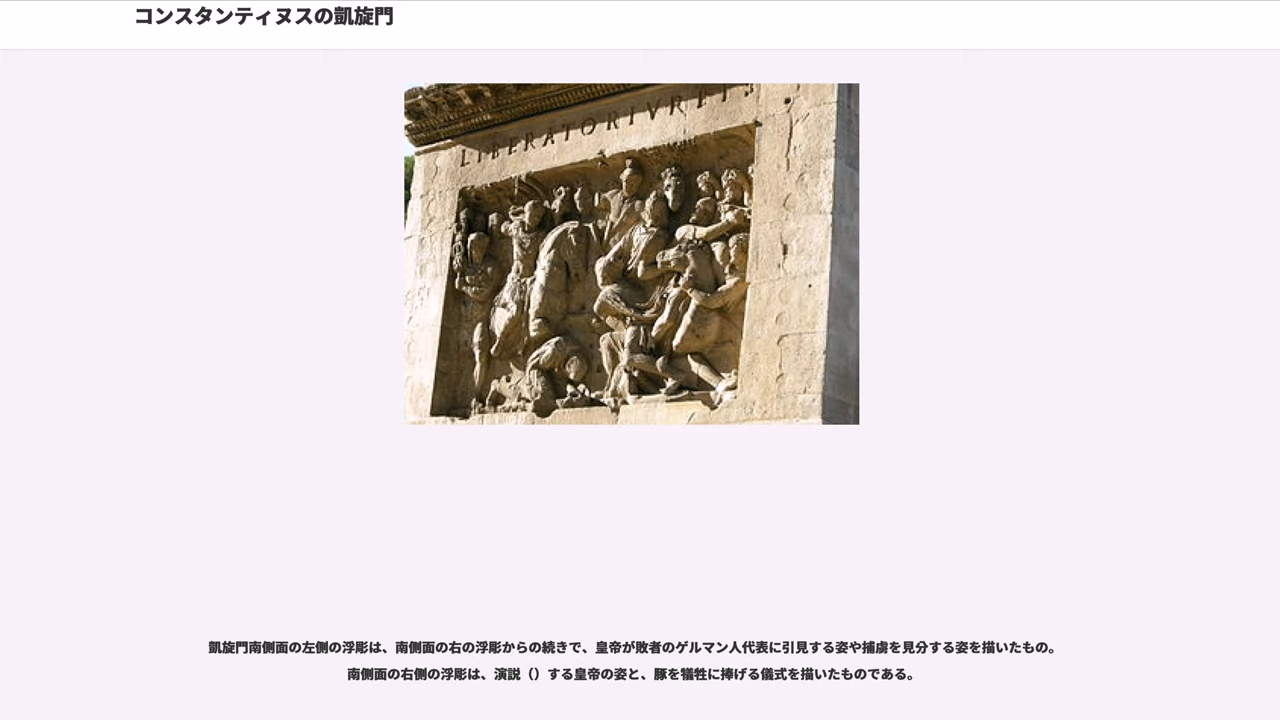 コンスタンティヌスの凱旋門
LIBERATORIVRBIS
凱旋門南側面の左側の浮彫は、南側面の右の浮彫からの続きで、皇帝が敗者のゲルマン人代表に引見する姿や捕虜を見分する姿を描いたもの。
南側面の右側の浮彫は、演説（）する皇帝の姿と、豚を犠牲に捧げる儀式を描いたものである。